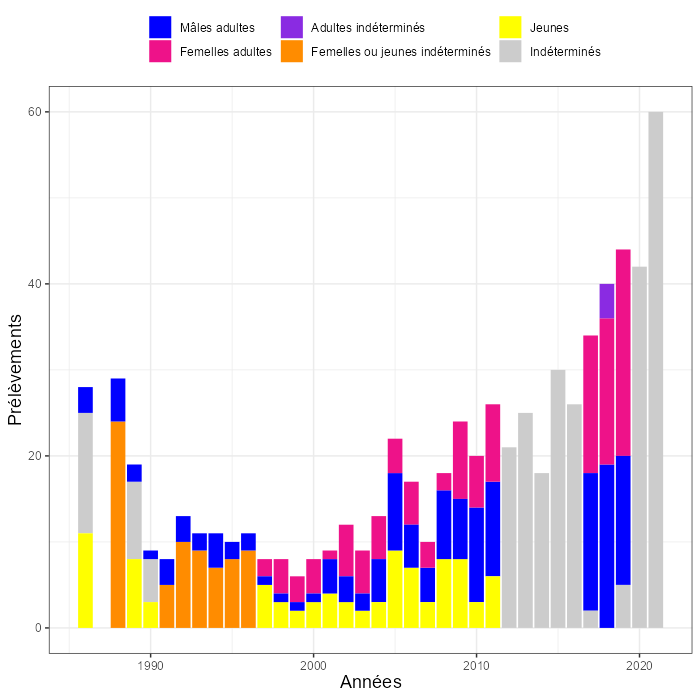 Mâles adultes
Adultes indéterminés
Jeunes
Femelles adultes
Femelles ou jeunes indéterminés
Indéterminés
Prélèvements
60
40
20
0
1990
2000
2010
2020
Années